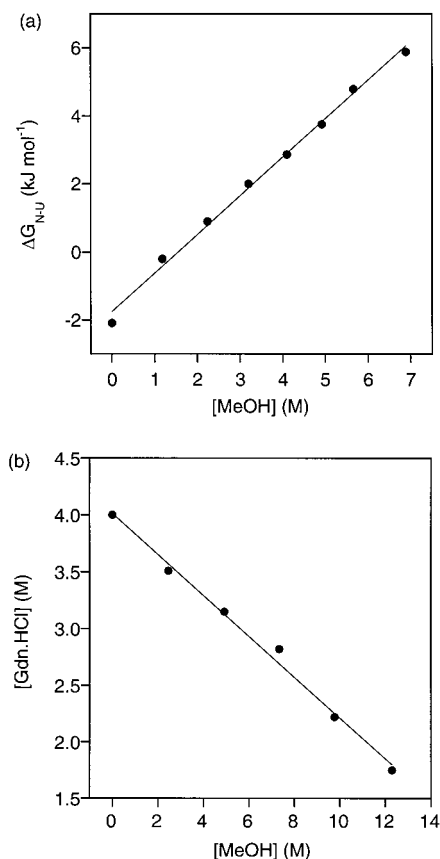 (a)
6
4
2
0
-2
ΔG_N-U (kJ mol⁻¹)
0 1 2 3 4 5 6 7
[MeOH] (M)
(b)
4.5
4.0
3.5
3.0
2.5
2.0
1.5
[Gdn.HCl] (M)
0 2 4 6 8 10 12 14
[MeOH] (M)